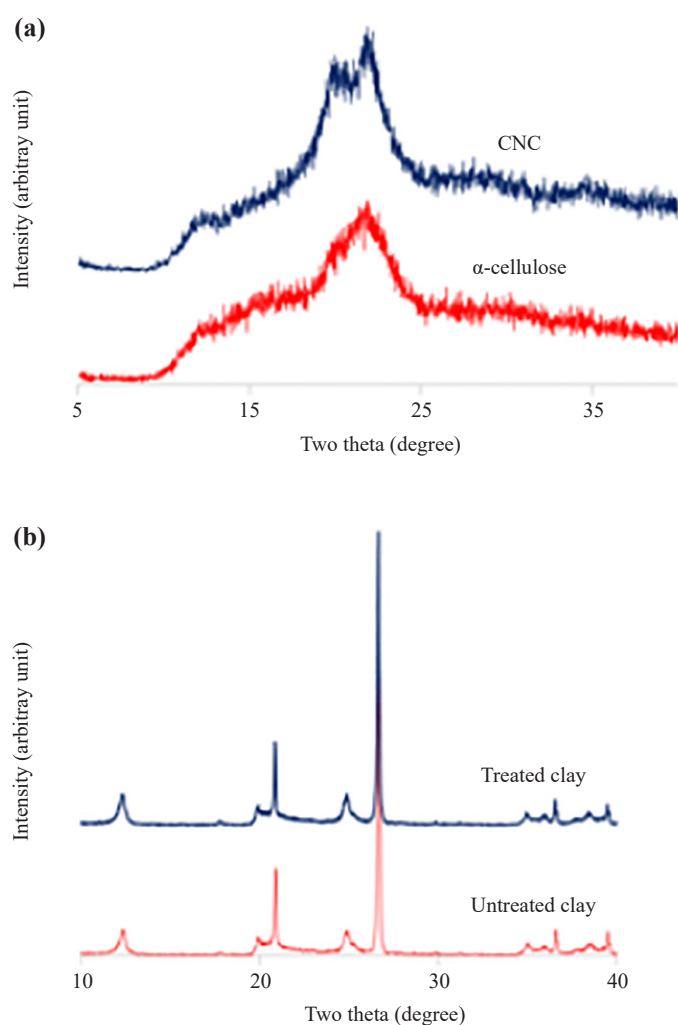 (a)
Intensity (arbitray unit)
CNC
α-cellulose
5 15 25 35
Two theta (degree)
(b)
Intensity (arbitray unit)
Treated clay
Untreated clay
10 20 30 40
Two theta (degree)